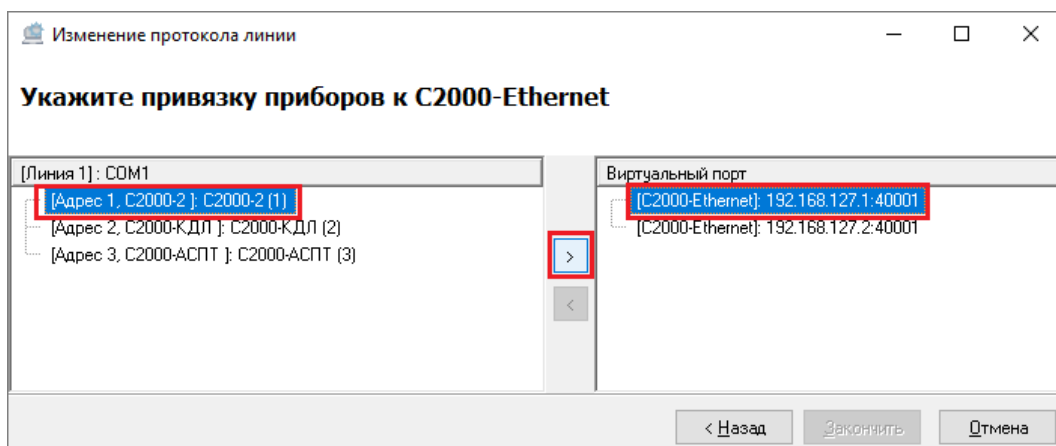 Изменение протокола линии
Укажите привязку приборов к C2000-Ethernet
[Линия 1] : COM1
[Адрес 1, С2000-2 ]: С2000-2 (1)
[Адрес 2, С2000-КДЛ ]: С2000-КДЛ (2)
[Адрес 3, С2000-АСПТ ]: С2000-АСПТ (3)
>
<
Виртуальный порт
[C2000-Ethernet]: 192.168.127.1:40001
[C2000-Ethernet]: 192.168.127.2:40001
< Назад
Закончить
Отмена